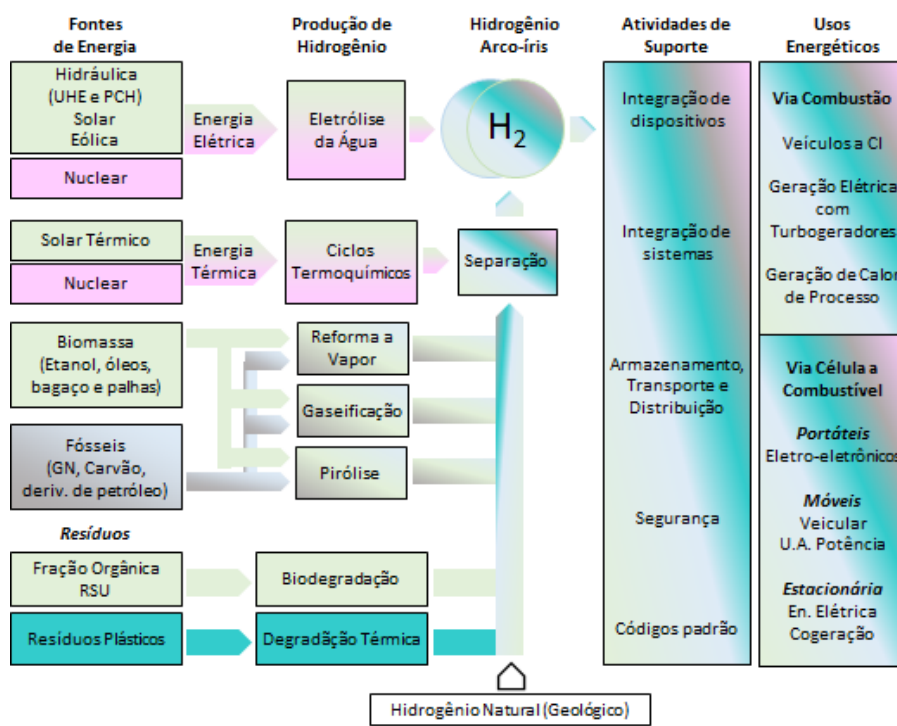 Fontes
de Energia
Produção de
Hidrogênio
Hidrogênio
Arco-íris
Atividades de
Suporte
Usos
Energéticos
Hidráulica
(UHE e PCH)
Solar
Eólica
Nuclear
Energia
Elétrica
Eletrólise
da Água
H2
Solar Térmico
Nuclear
Energia
Térmica
Ciclos
Termoquímicos
Separação
Biomassa
(Etanol, óleos,
bagaço e palhas)
Fósseis
(GN, Carvão,
deriv. de petróleo)
Reforma a
Vapor
Gaseificação
Pirólise
Resíduos
Fração Orgânica
RSU
Biodegradação
Resíduos Plásticos
Degradãção Térmica
Hidrogênio Natural (Geológico)
Integração de
dispositivos
Integração de
sistemas
Armazenamento,
Transporte e
Distribuição
Segurança
Códigos padrão
Via Combustão
Veículos a CI
Geração Elétrica
com
Turbogeradores
Geração de Calor
de Processo
Via Célula a
Combustível
Portáteis
Eletro-eletrônicos
Móveis
Veicular
U.A. Potência
Estacionária
En. Elétrica
Cogeração